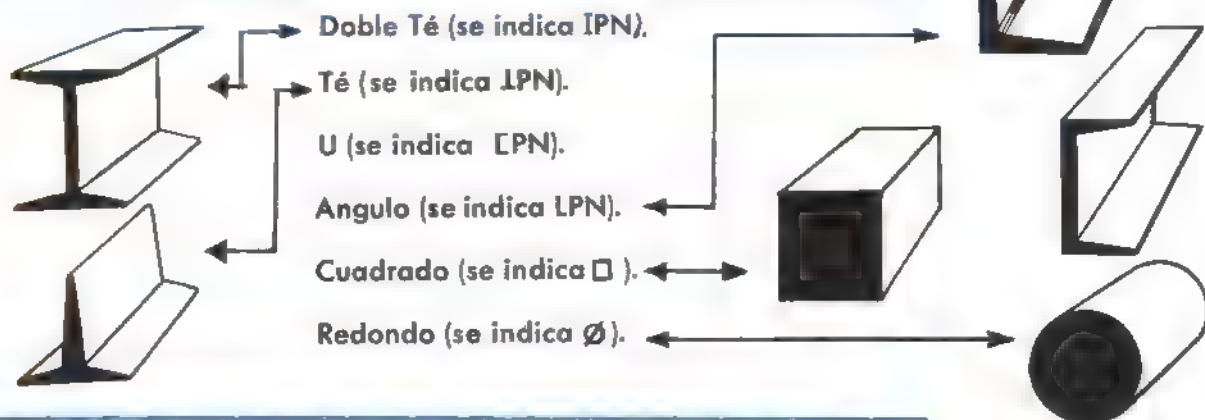 Doble Té (se indica IPN).
Té (se indica ⊥PN).
U (se indica [PN).
Angulo (se indica LPN).
Cuadrado (se indica □ ).
Redondo (se indica Ø).